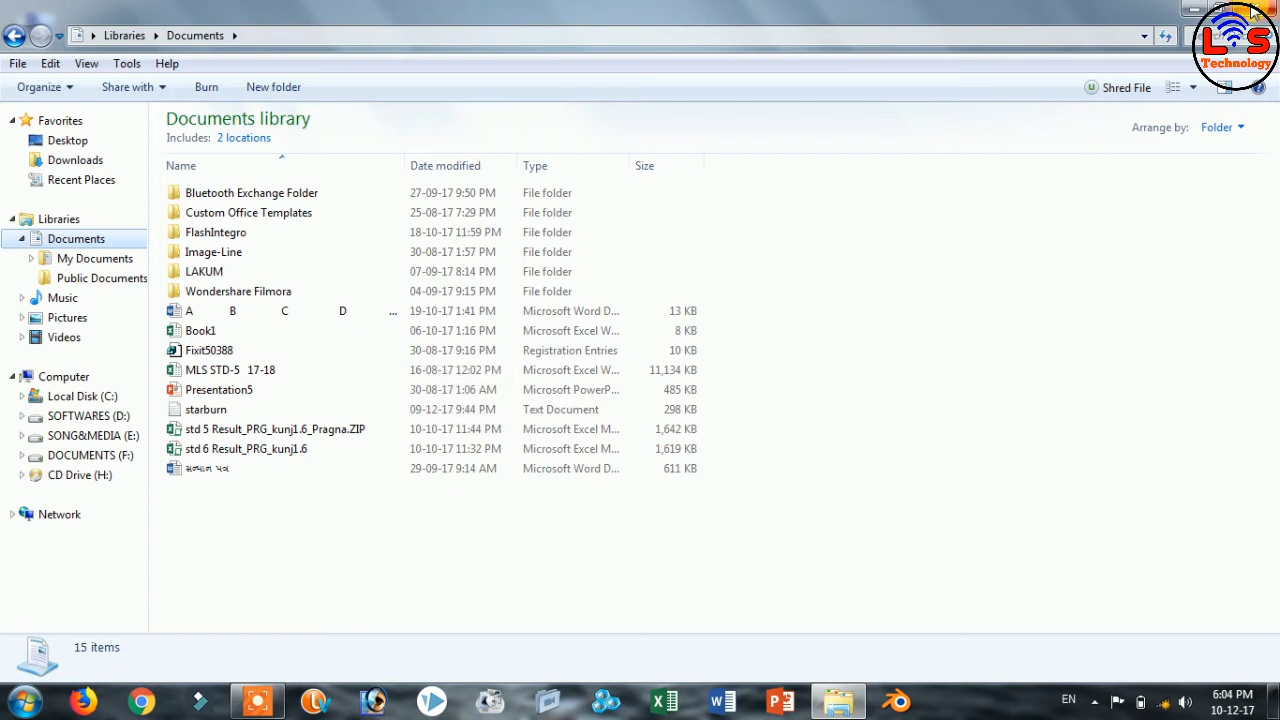 Libraries Documents
LS
Technology
File Edit View Tools Help
Organize Share with Burn New folder Shred File
Documents library
Includes: 2 locations
Arrange by: Folder
Name Date modified Type Size
Favorites
Desktop
Downloads
Recent Places
Libraries
Documents
My Documents
Public Documents
Music
Pictures
Videos
Computer
Local Disk (C:)
SOFTWARES (D:)
SONG&MEDIA (E:)
DOCUMENTS (F:)
CD Drive (H:)
Network
Bluetooth Exchange Folder 27-09-17 9:50 PM File folder
Custom Office Templates 25-08-17 7:29 PM File folder
FlashIntegro 18-10-17 11:59 PM File folder
Image-Line 30-08-17 1:57 PM File folder
LAKUM 07-09-17 8:14 PM File folder
Wondershare Filmora 04-09-17 9:15 PM File folder
A B C D ... 19-10-17 1:41 PM Microsoft Word D... 13 KB
Book1 06-10-17 1:16 PM Microsoft Excel W... 8 KB
Fixit50388 30-08-17 9:16 PM Registration Entries 10 KB
MLS STD-5 17-18 16-08-17 12:02 PM Microsoft Excel W... 11,134 KB
Presentation5 30-08-17 1:06 AM Microsoft PowerP... 485 KB
starburn 09-12-17 9:44 PM Text Document 298 KB
std 5 Result_PRG_kunj1.6_Pragna.ZIP 10-10-17 11:44 PM Microsoft Excel M... 1,642 KB
std 6 Result_PRG_kunj1.6 10-10-17 11:32 PM Microsoft Excel M... 1,619 KB
સન્માન પત્ર 29-09-17 9:14 AM Microsoft Word D... 611 KB
15 items
EN
6:04 PM
10-12-17